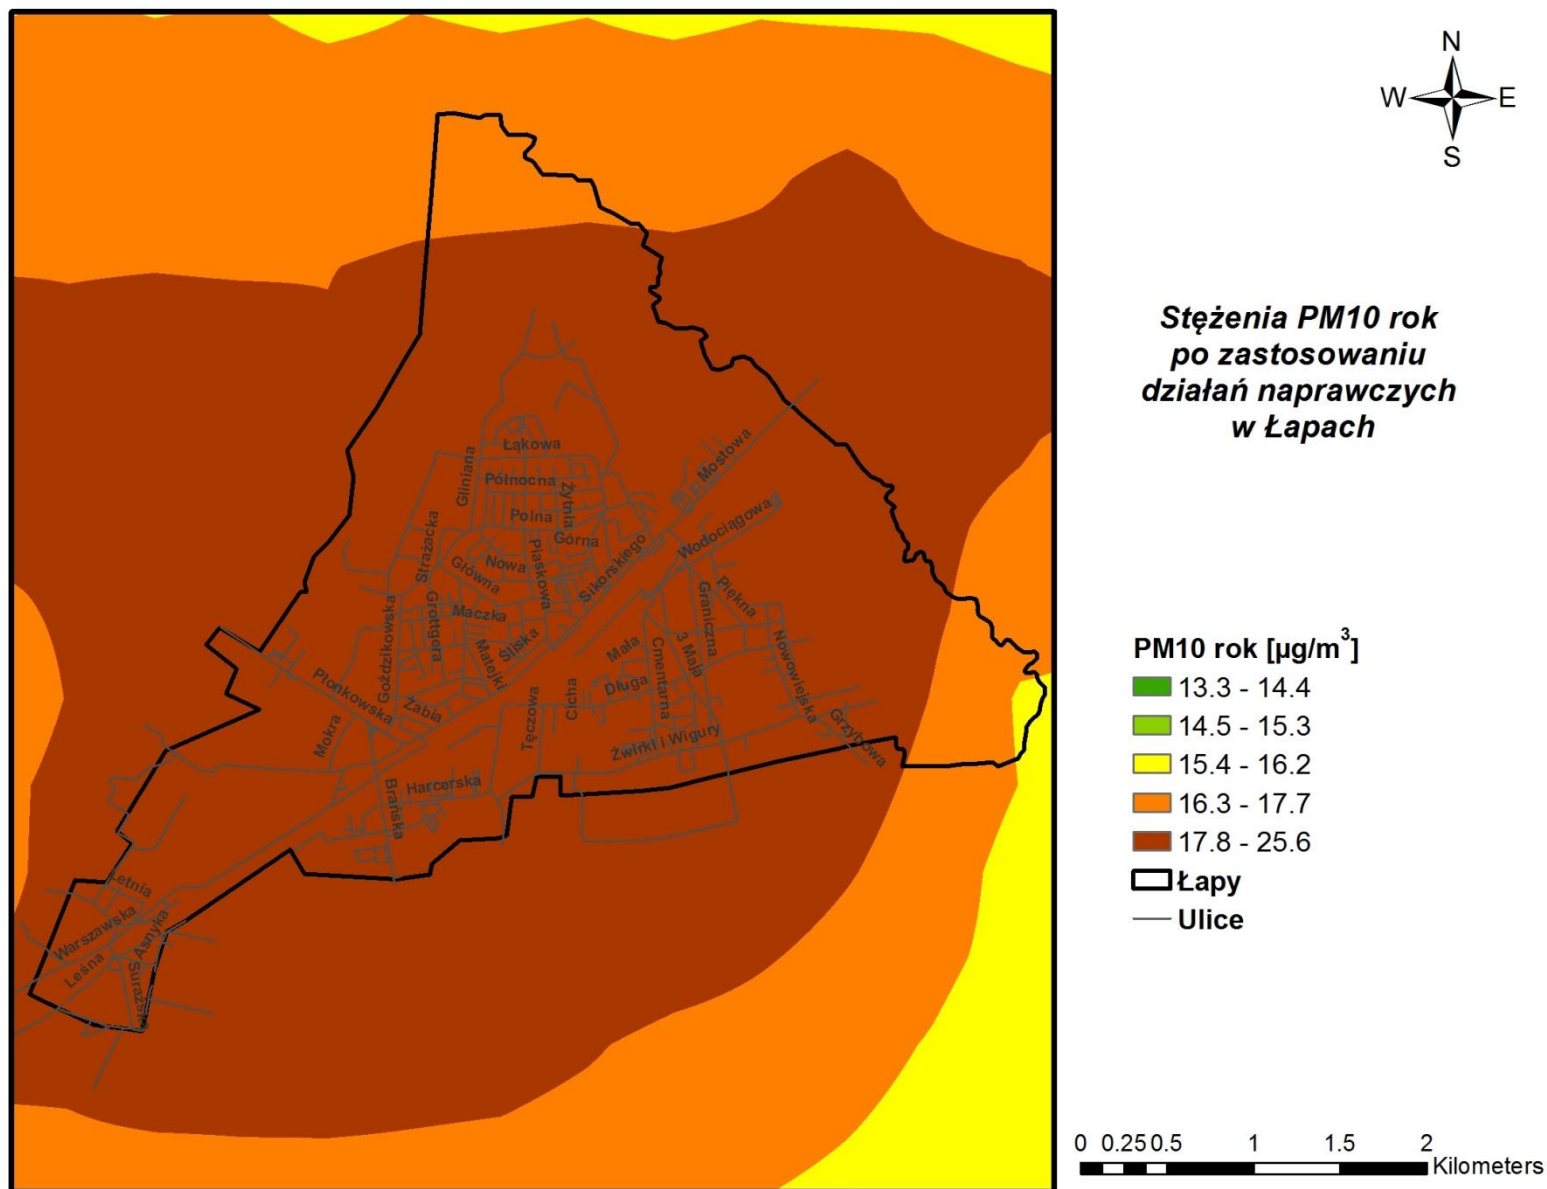 N
W E
S
Stężenia PM10 rok
po zastosowaniu
działań naprawczych
w Łapach
PM10 rok [µg/m³]
13.3 - 14.4
14.5 - 15.3
15.4 - 16.2
16.3 - 17.7
17.8 - 25.6
Łapy
Ulice
0 0.25 0.5 1 1.5 2
Kilometers
Łąkowa
Gliniana
Północna
Żytnia
Polna
Górna
Mostowa
Wodociągowa
Strażacka
Główna
Nowa
Piaskowa
Sikorskiego
Maczka
Grottgera
Goździkowska
Matejki
Śliska
Piękna
Graniczna
3 Maja
Mała
Cmentarna
Nowowiejska
Płonkowska
Żabia
Długa
Cicha
Tęczowa
Mokra
Grzybowa
Żwirki i Wigury
Harcerska
Brańska
Letnia
Warszawska
Asnyka
Leśna
Suraska